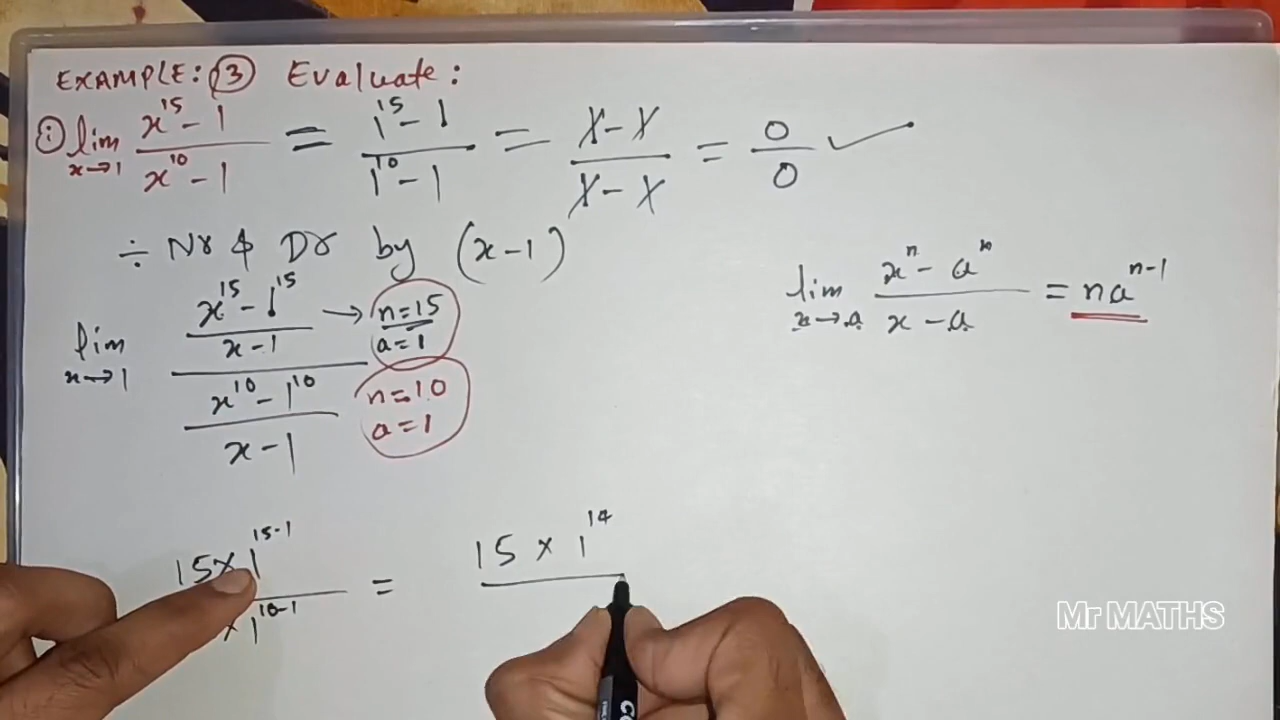 EXAMPLE: ③ Evaluate:
ⓘ lim x→1 (x^15 - 1)/(x^10 - 1) = (1^15 - 1)/(1^10 - 1) = (1 - 1)/(1 - 1) = 0/0 ✓
÷ Nr & Dr by (x-1)
lim x→1 ((x^15 - 1^15)/(x - 1))/((x^10 - 1^10)/(x - 1)) → n=15 a=1
n=10 a=1
lim x→a (x^n - a^n)/(x - a) = na^(n-1)
15 × 1^(15-1) / × 1^(10-1) = 15 × 1^14
Mr MATHS